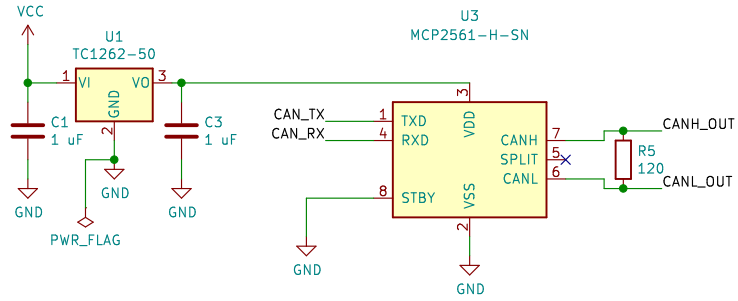 VCC
U1
TC1262-50
1
VI
VO
3
GND
2
C1
1 uF
C3
1 uF
GND
GND
GND
PWR_FLAG
U3
MCP2561-H-SN
3
VDD
CAN_TX
1
TXD
CAN_RX
4
RXD
CANH
7
SPLIT
5
CANL
6
8
STBY
VSS
2
GND
GND
CANH_OUT
R5
120
CANL_OUT